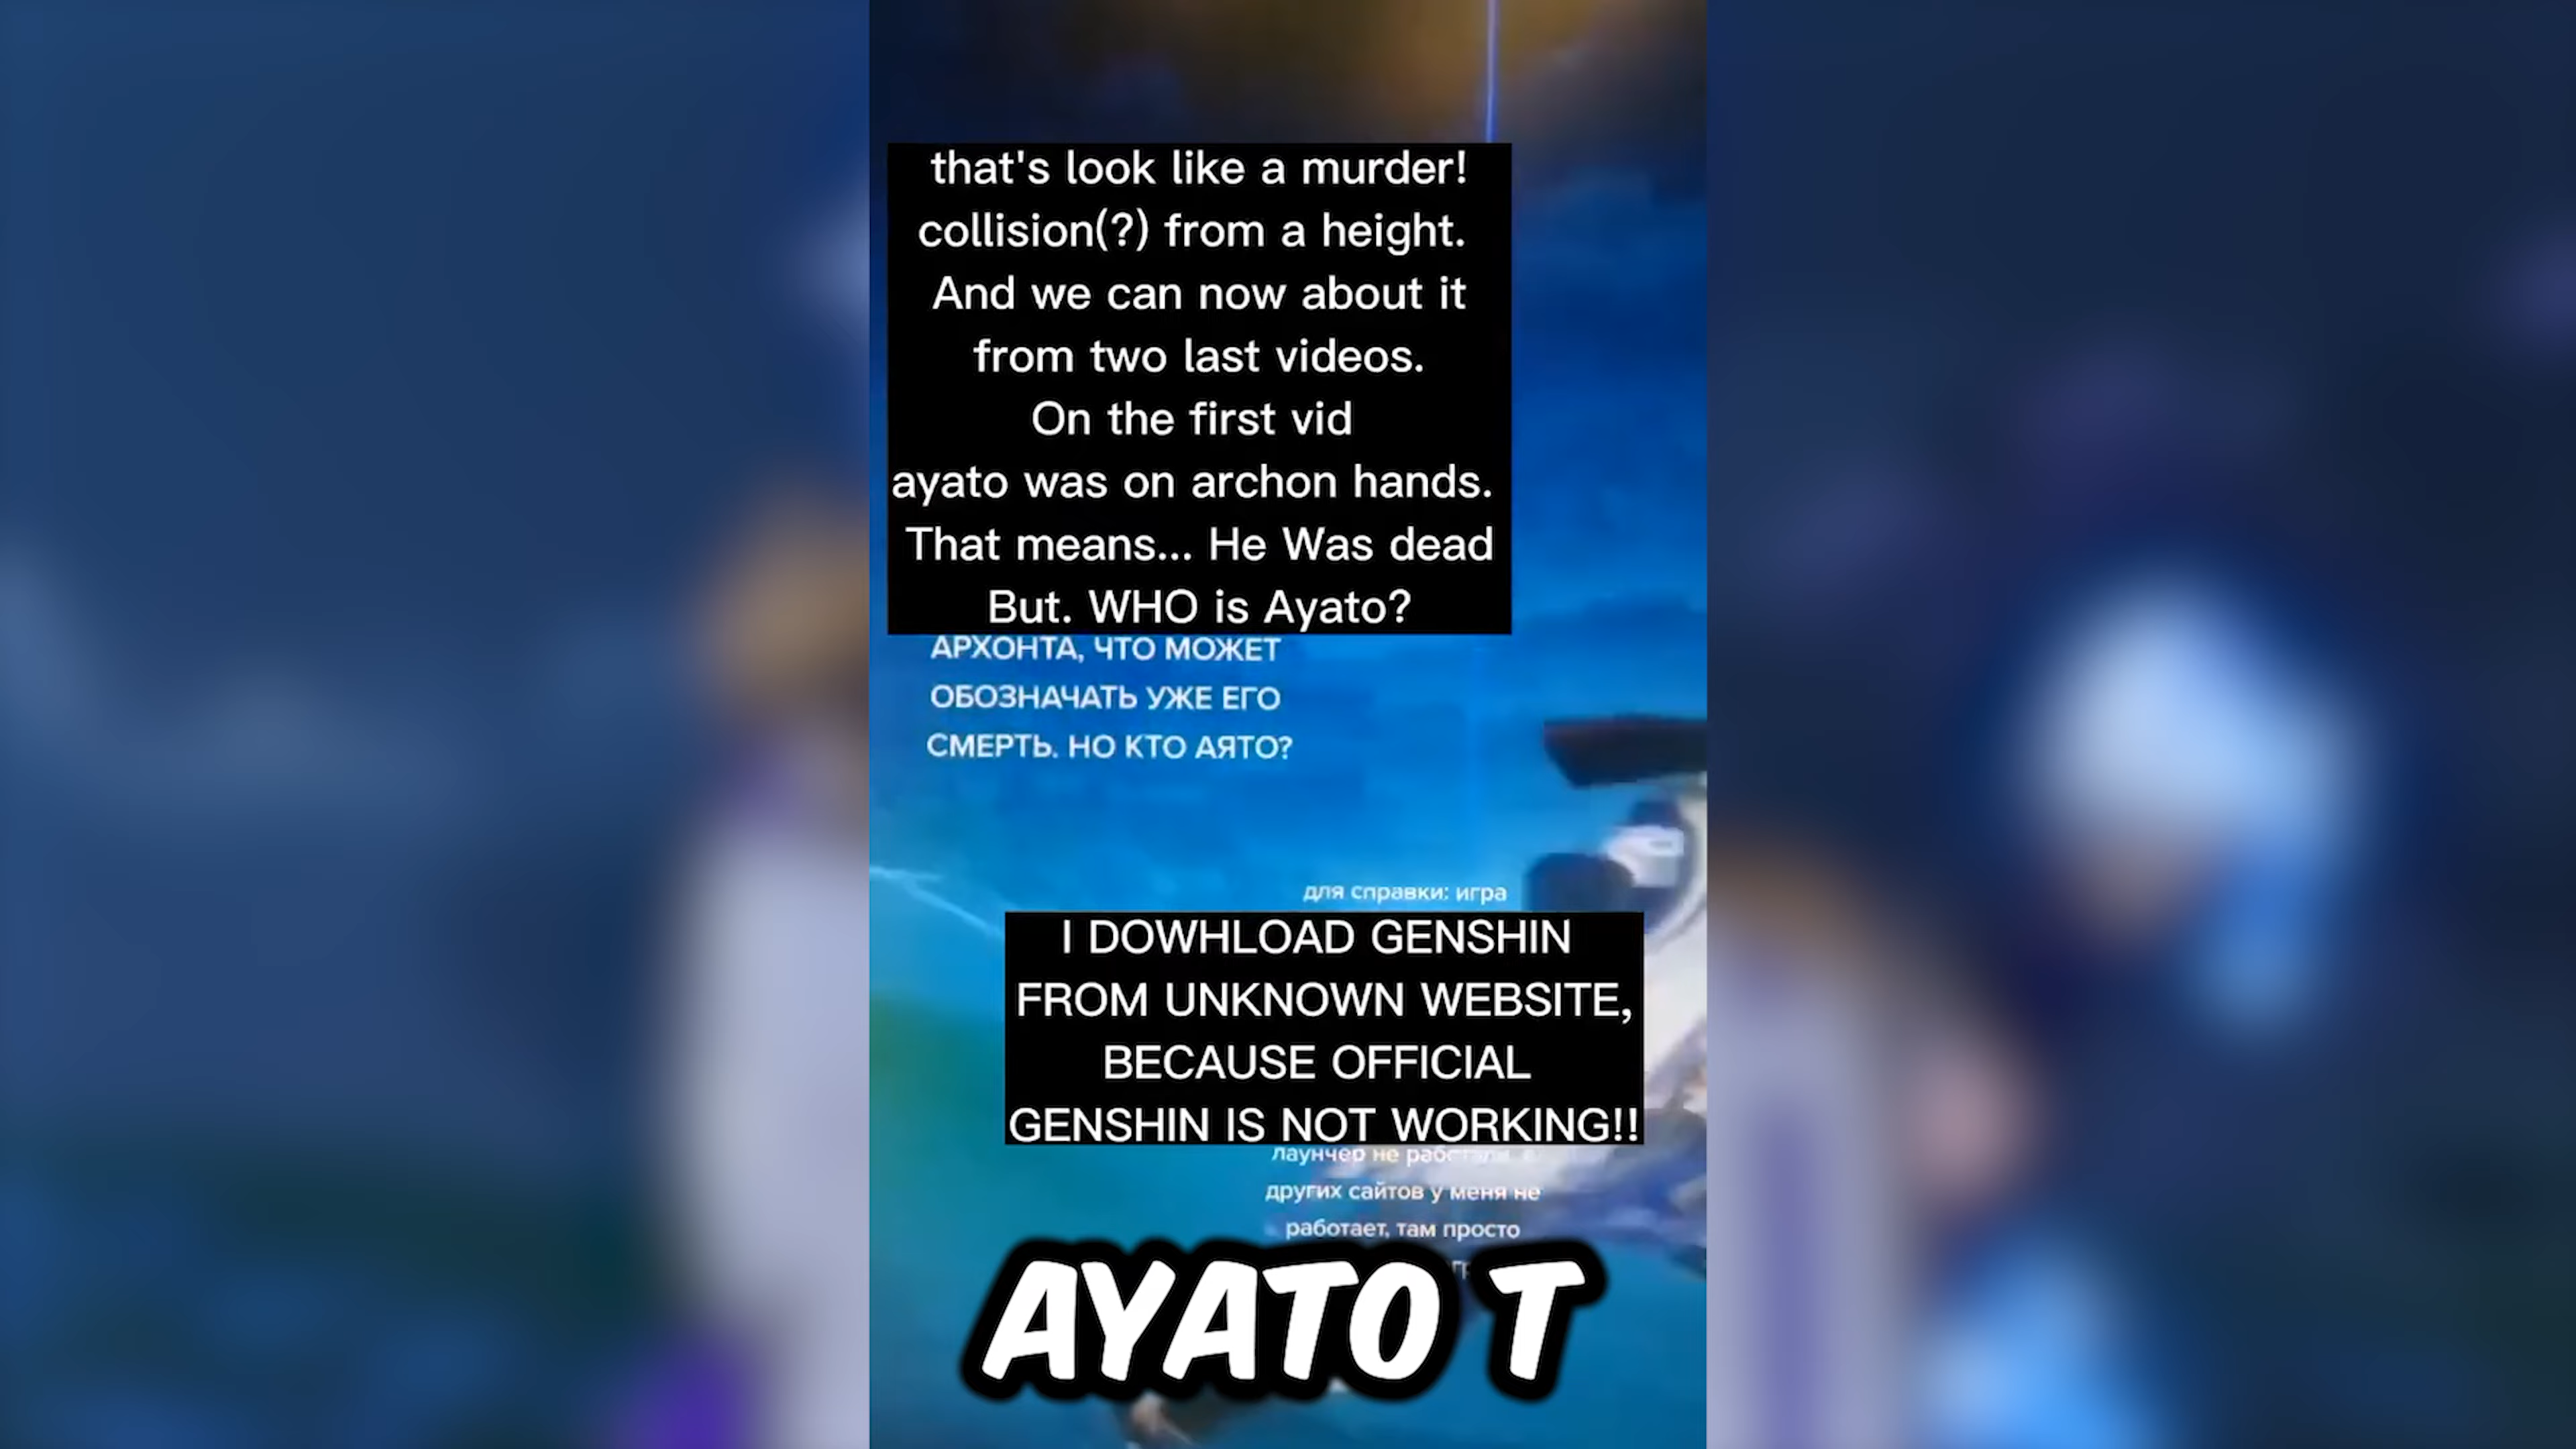 that's look like a murder!
collision(?) from a height.
And we can now about it
from two last videos.
On the first vid
ayato was on archon hands.
That means... He Was dead
But. WHO is Ayato?
АРХОНТА, ЧТО МОЖЕТ
ОБОЗНАЧАТЬ УЖЕ ЕГО
СМЕРТЬ. НО КТО АЯТО?
для справки: игра
I DOWHLOAD GENSHIN
FROM UNKNOWN WEBSITE,
BECAUSE OFFICIAL
GENSHIN IS NOT WORKING!!
лаунчер не
других сайтов у меня не
работает, там просто
AYATO T